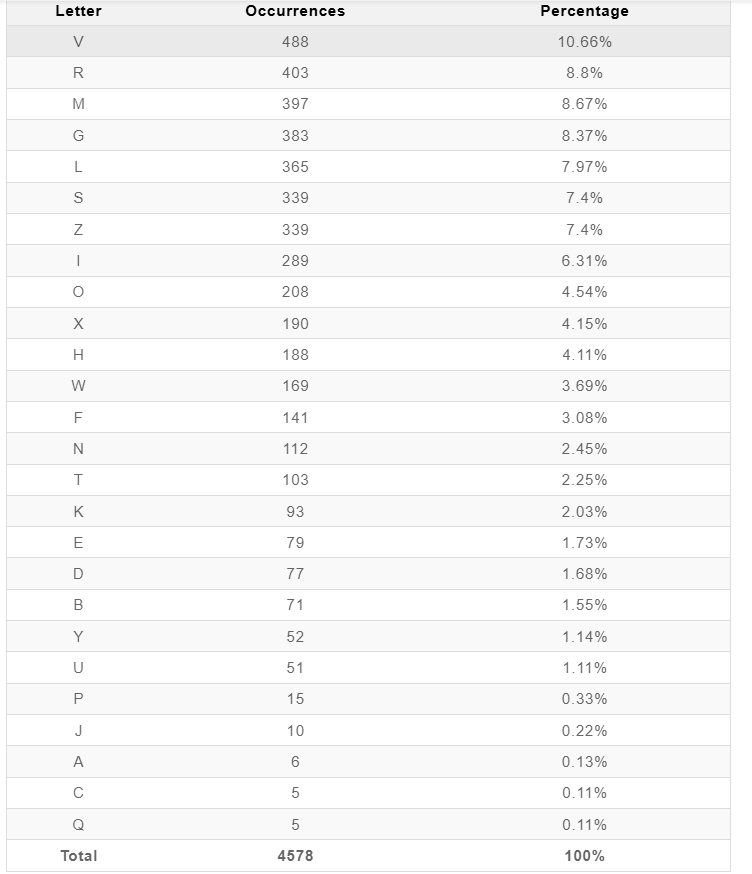 Letter Occurrences Percentage
V 488 10.66%
R 403 8.8%
M 397 8.67%
G 383 8.37%
L 365 7.97%
S 339 7.4%
Z 339 7.4%
I 289 6.31%
O 208 4.54%
X 190 4.15%
H 188 4.11%
W 169 3.69%
F 141 3.08%
N 112 2.45%
T 103 2.25%
K 93 2.03%
E 79 1.73%
D 77 1.68%
B 71 1.55%
Y 52 1.14%
U 51 1.11%
P 15 0.33%
J 10 0.22%
A 6 0.13%
C 5 0.11%
Q 5 0.11%
Total 4578 100%